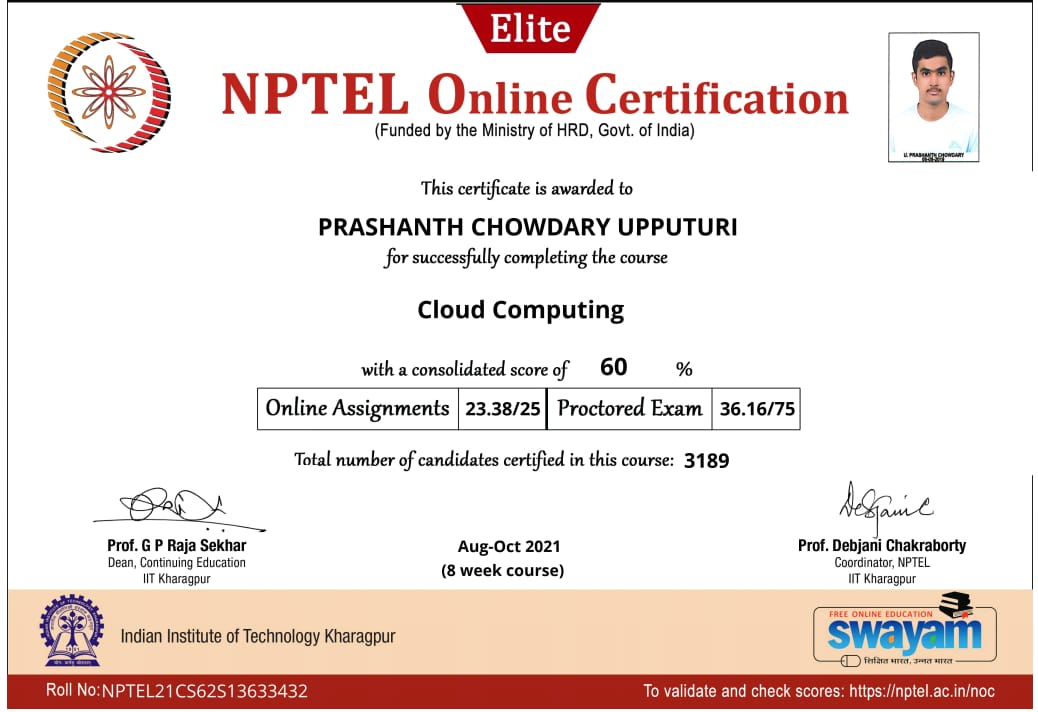 Elite
NPTEL Online Certification
(Funded by the Ministry of HRD, Govt. of India)
U. PRASHANTH CHOWDARY
This certificate is awarded to
PRASHANTH CHOWDARY UPPUTURI
for successfully completing the course
Cloud Computing
with a consolidated score of 60 %
Online Assignments 23.38/25 Proctored Exam 36.16/75
Total number of candidates certified in this course: 3189
Prof. G P Raja Sekhar
Dean, Continuing Education
IIT Kharagpur
Aug-Oct 2021
(8 week course)
Prof. Debjani Chakraborty
Coordinator, NPTEL
IIT Kharagpur
Indian Institute of Technology Kharagpur
FREE ONLINE EDUCATION
swayam
शिक्षित भारत, उन्नत भारत
Roll No:NPTEL21CS62S13633432
To validate and check scores: https://nptel.ac.in/noc